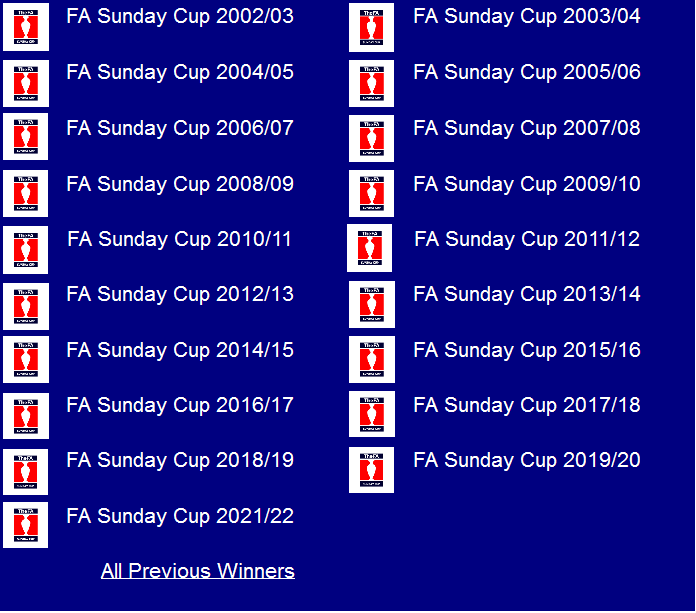 FA Sunday Cup 2002/03 FA Sunday Cup 2003/04
FA Sunday Cup 2004/05 FA Sunday Cup 2005/06
FA Sunday Cup 2006/07 FA Sunday Cup 2007/08
FA Sunday Cup 2008/09 FA Sunday Cup 2009/10
FA Sunday Cup 2010/11 FA Sunday Cup 2011/12
FA Sunday Cup 2012/13 FA Sunday Cup 2013/14
FA Sunday Cup 2014/15 FA Sunday Cup 2015/16
FA Sunday Cup 2016/17 FA Sunday Cup 2017/18
FA Sunday Cup 2018/19 FA Sunday Cup 2019/20
FA Sunday Cup 2021/22
All Previous Winners